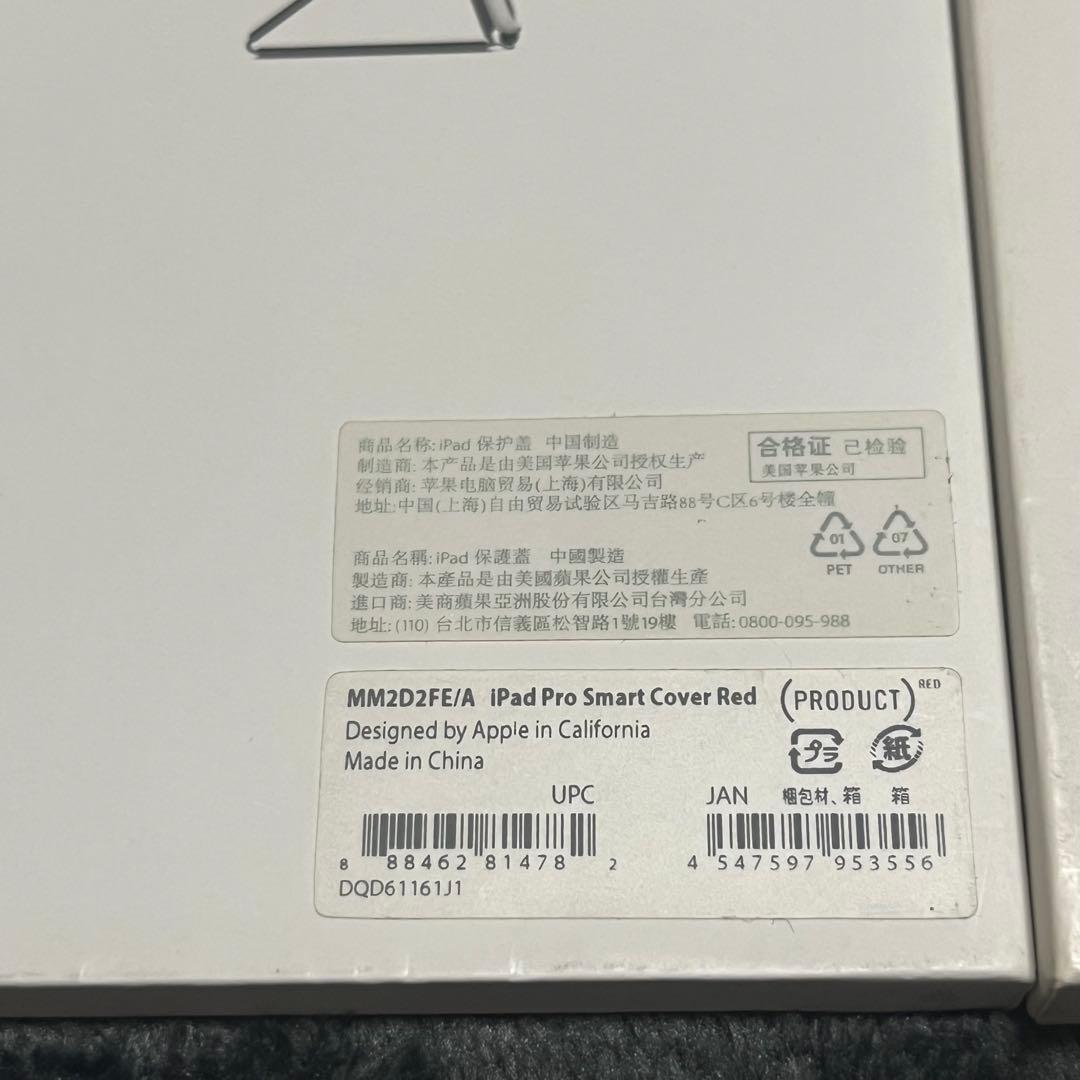 商品名称: iPad 保护盖 中国制造
制造商: 本产品是由美国苹果公司授权生产
经销商: 苹果电脑贸易(上海)有限公司
地址:中国(上海)自由贸易试验区马吉路88号C区6号楼全幢
合格证 己检验
美国苹果公司
01
PET
07
OTHER
商品名稱: iPad 保護蓋 中國製造
製造商: 本產品是由美國蘋果公司授權生產
進口商: 美商蘋果亞洲股份有限公司台灣分公司
地址: (110) 台北市信義區松智路1號19樓 電話: 0800-095-988
MM2D2FE/A iPad Pro Smart Cover Red
(PRODUCT)RED
Designed by Apple in California
Made in China
プラ
紙
UPC
JAN
梱包材、箱
箱
8 88462 81478 2
4 547597 953556
DQD61161J1